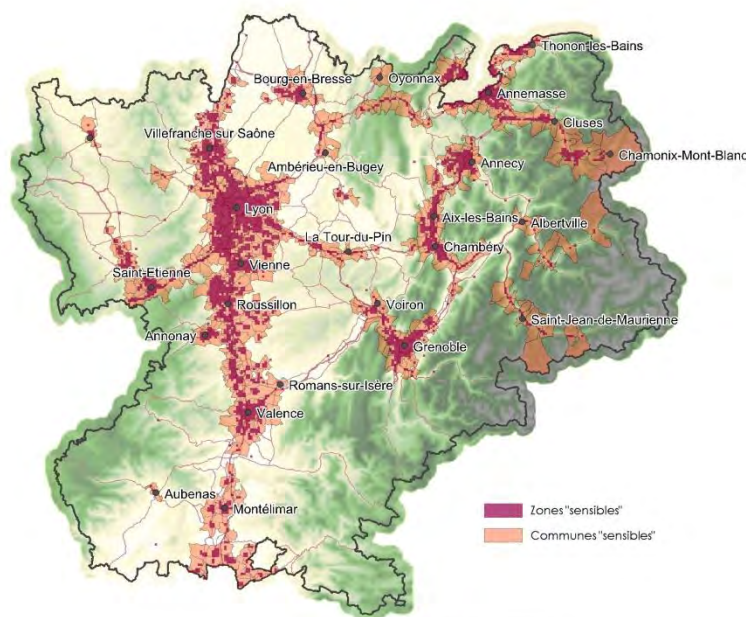 Thonon-les-Bains
Oyonnax
Bourg-en-Bresse
Annemasse
Cluses
Villefranche sur Saône
Ambérieu-en-Bugey
Annecy
Chamonix-Mont-Blanc
Lyon
Aix-les-Bains
Albertville
La Tour-du-Pin
Chambéry
Vienne
Saint-Etienne
Roussillon
Voiron
Saint-Jean-de-Maurienne
Annonay
Grenoble
Romans-sur-Isère
Valence
Aubenas
Montélimar
Zones "sensibles"
Communes "sensibles"